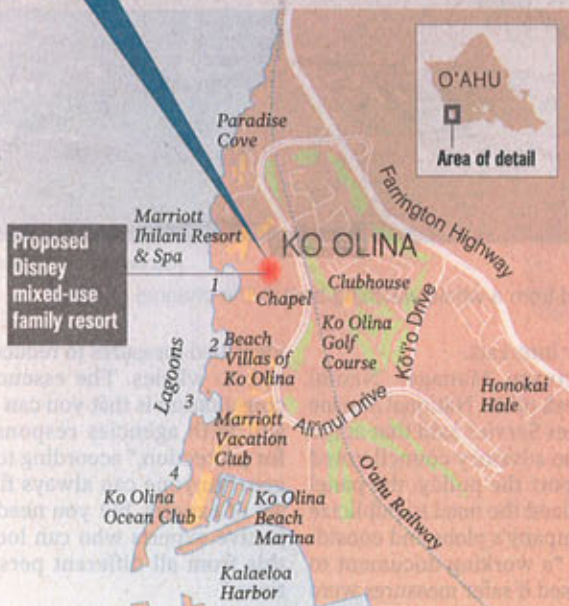 O'AHU
Area of detail
Paradise
Cove
Farrington Highway
Marriott
Ihilani Resort
& Spa
KO OLINA
Proposed
Disney
mixed-use
family resort
1
Chapel
Clubhouse
Ko Olina
Golf
Course
Ko'i'o Drive
2
Beach
Villas of
Ko Olina
Lagoons
Honokai
Hale
3
Ali'inui Drive
Marriott
Vacation
Club
4
O'ahu Railway
Ko Olina
Ocean Club
Ko Olina
Beach
Marina
Kalaeloa
Harbor